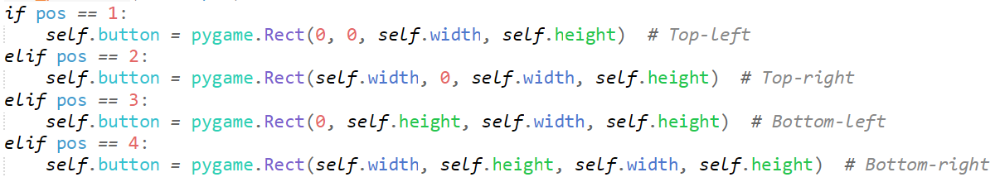 if pos == 1:
    self.button = pygame.Rect(0, 0, self.width, self.height)  # Top-left
elif pos == 2:
    self.button = pygame.Rect(self.width, 0, self.width, self.height)  # Top-right
elif pos == 3:
    self.button = pygame.Rect(0, self.height, self.width, self.height)  # Bottom-left
elif pos == 4:
    self.button = pygame.Rect(self.width, self.height, self.width, self.height)  # Bottom-right